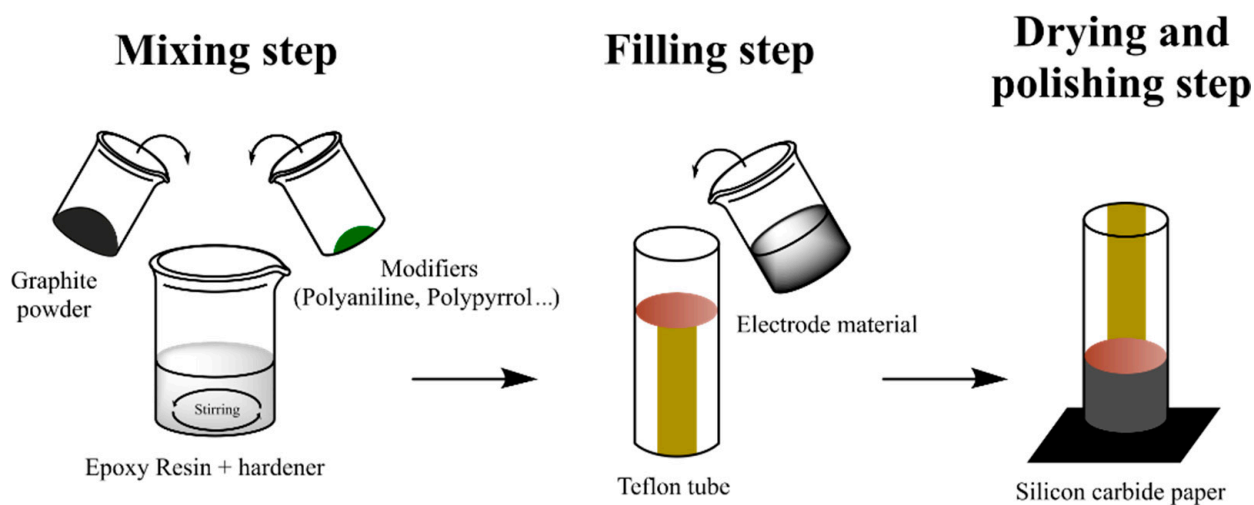 Mixing step
Graphite
powder
Modifiers
(Polyaniline, Polypyrrol...)
Stirring
Epoxy Resin + hardener
Filling step
Electrode material
Teflon tube
Drying and
polishing step
Silicon carbide paper